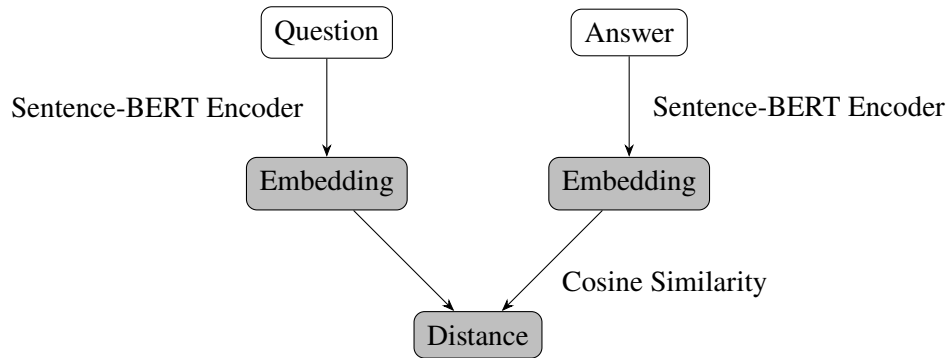 Question
Answer
Sentence-BERT Encoder
Sentence-BERT Encoder
Embedding
Embedding
Cosine Similarity
Distance